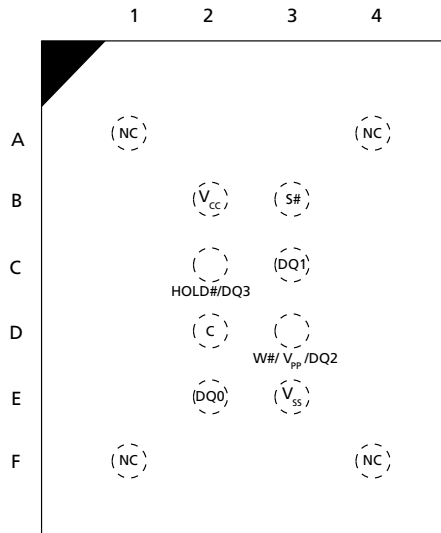 1 2 3 4
A NC NC
B VCC S#
C DQ1
HOLD#/DQ3
D C
W#/ VPP /DQ2
E DQ0 VSS
F NC NC